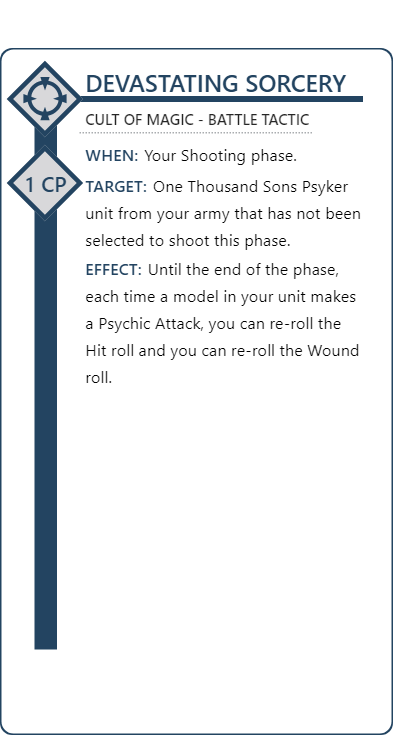 DEVASTATING SORCERY
CULT OF MAGIC - BATTLE TACTIC
1 CP
WHEN: Your Shooting phase.
TARGET: One Thousand Sons Psyker
unit from your army that has not been
selected to shoot this phase.
EFFECT: Until the end of the phase,
each time a model in your unit makes
a Psychic Attack, you can re-roll the
Hit roll and you can re-roll the Wound
roll.